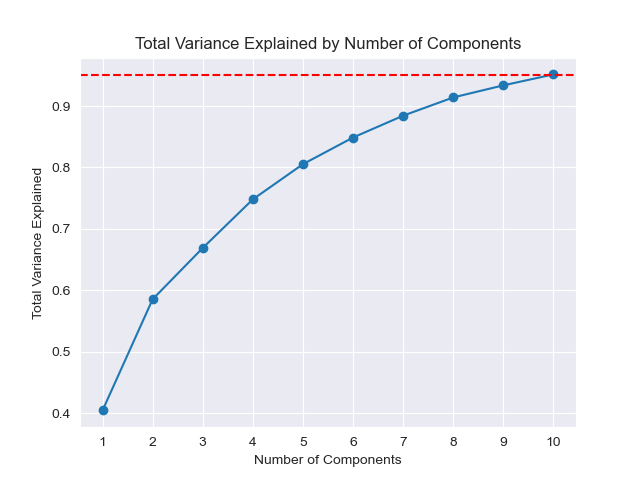 Total Variance Explained by Number of Components
Total Variance Explained
0.9
0.8
0.7
0.6
0.5
0.4
1 2 3 4 5 6 7 8 9 10
Number of Components